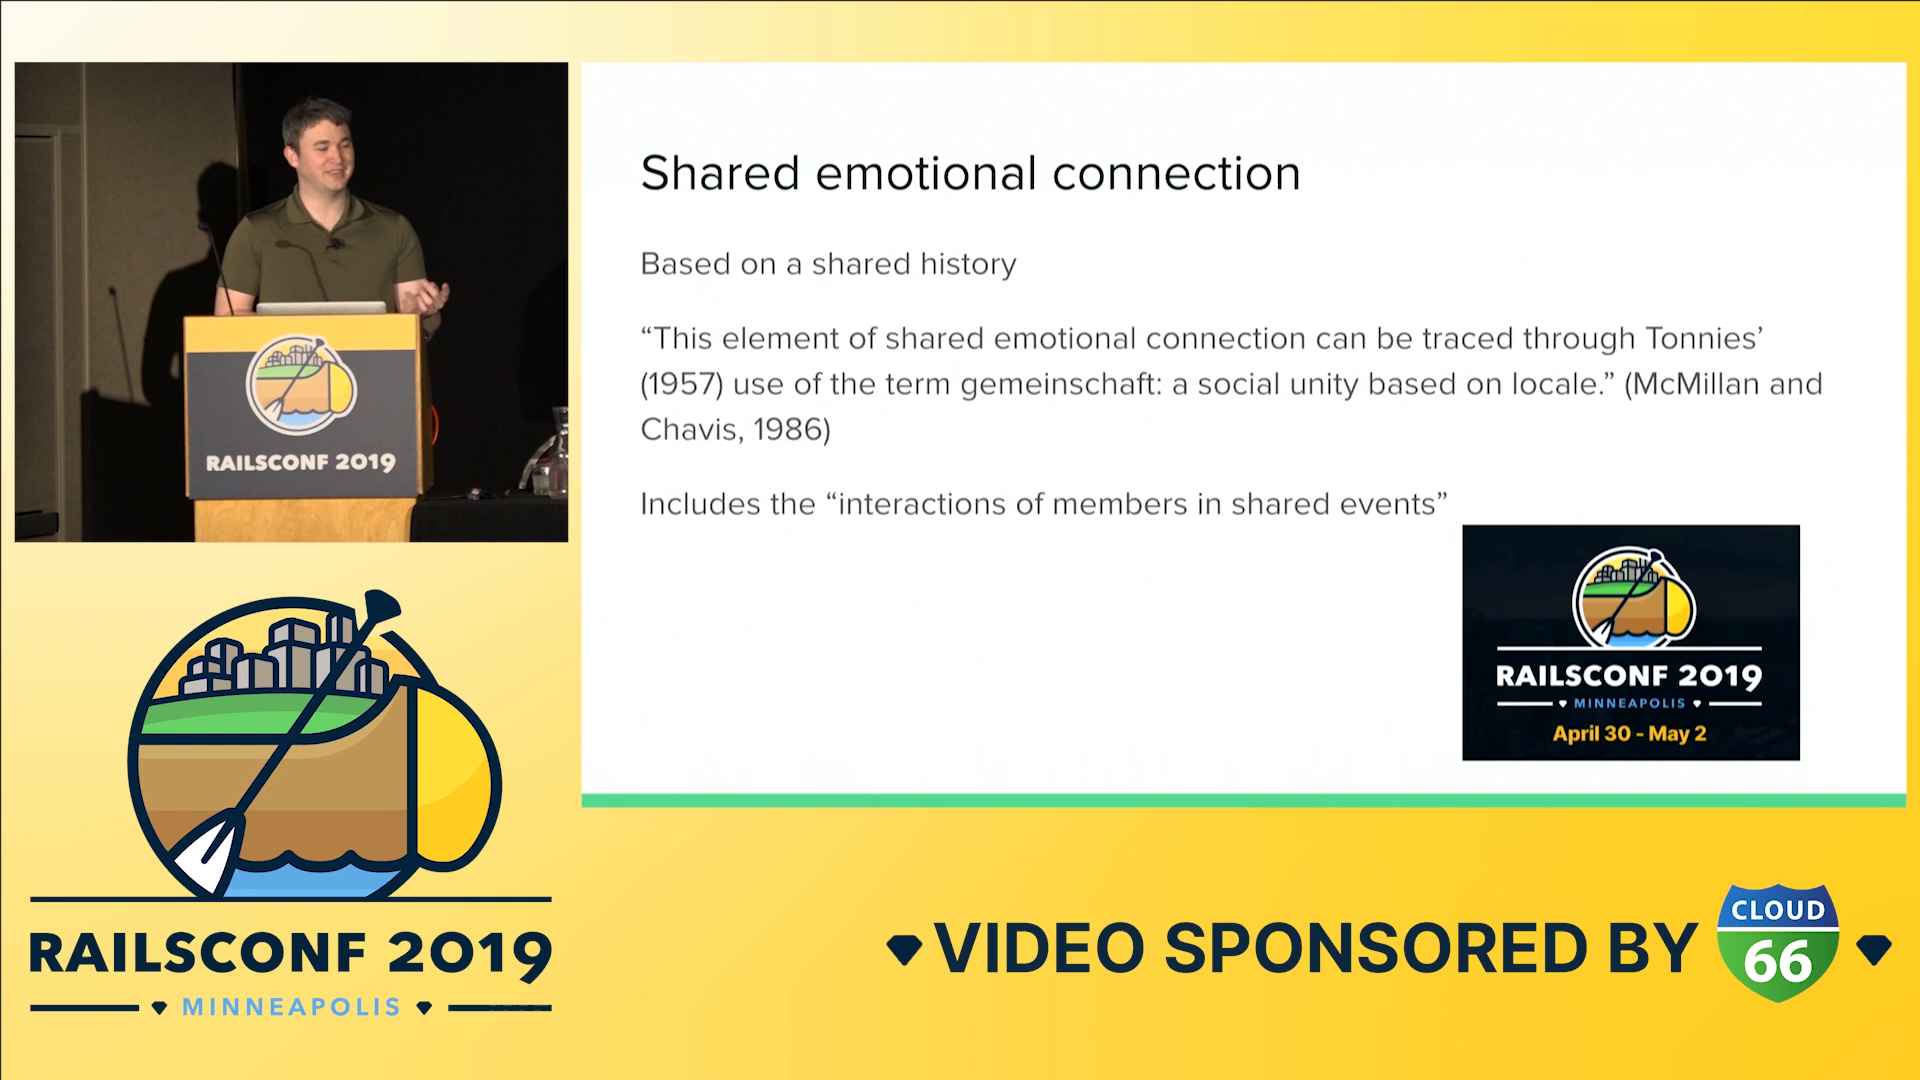 RAILSCONF 2019
Shared emotional connection
Based on a shared history
“This element of shared emotional connection can be traced through Tonnies’
(1957) use of the term gemeinschaft: a social unity based on locale.” (McMillan and
Chavis, 1986)
Includes the “interactions of members in shared events”
RAILSCONF 2019
MINNEAPOLIS
April 30 - May 2
RAILSCONF 2019
MINNEAPOLIS
VIDEO SPONSORED BY
CLOUD
66